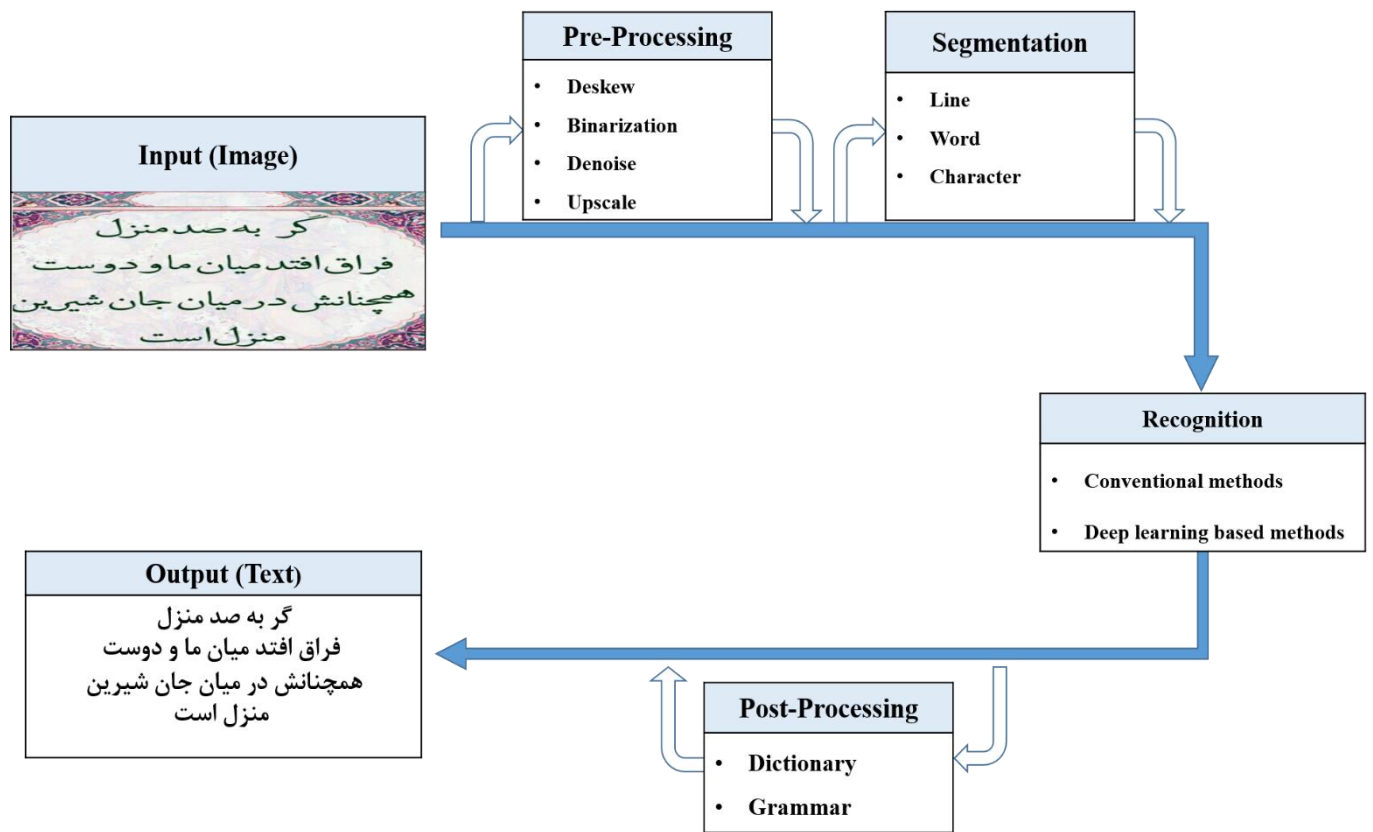 Pre-Processing
• Deskew
• Binarization
• Denoise
• Upscale
Segmentation
• Line
• Word
• Character
Input (Image)
گر به صد منزل
فراق افتد میان ما و دوست
همچنانش در میان جان شیرین
منزل است
Recognition
• Conventional methods
• Deep learning based methods
Post-Processing
• Dictionary
• Grammar
Output (Text)
گر به صد منزل
فراق افتد میان ما و دوست
همچنانش در میان جان شیرین
منزل است